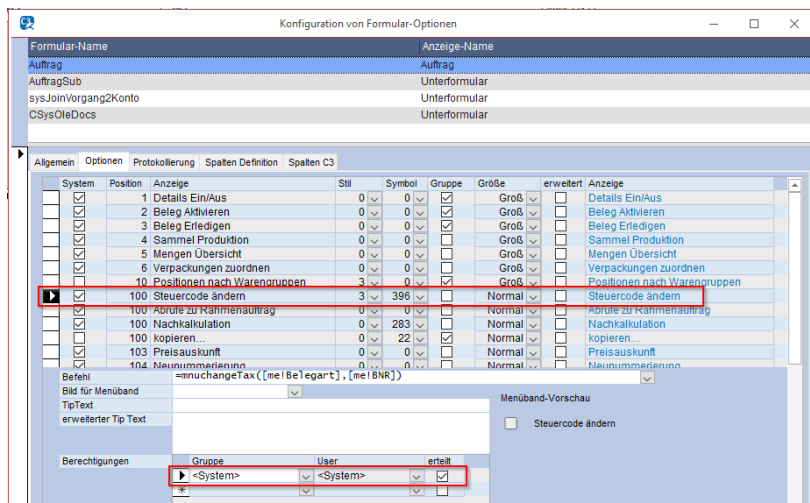 Konfiguration von Formular-Optionen
Formular-Name Anzeige-Name
Auftrag Auftrag
AuftragSub Unterformular
sysJoinVorgang2Konto Unterformular
CSysOleDocs Unterformular
Allgemein Optionen Protokollierung Spalten Definition Spalten C3
System Position Anzeige Stil Symbol Gruppe Größe erweitert Anzeige
1 Details Ein/Aus 0 0 Groß Details Ein/Aus
2 Beleg Aktivieren 0 0 Groß Beleg Aktivieren
3 Beleg Erledigen 0 0 Groß Beleg Erledigen
4 Sammel Produktion 0 0 Groß Sammel Produktion
5 Mengen Übersicht 0 0 Groß Mengen Übersicht
6 Verpackungen zuordnen 0 0 Groß Verpackungen zuordnen
10 Positionen nach Warengruppen 3 0 Groß Positionen nach Warengruppen
100 Steuercode ändern 3 396 Normal Steuercode ändern
100 Abrufe zu Rahmenauftrag 0 0 Normal Abrufe zu Rahmenauftrag
100 Nachkalkulation 0 283 Normal Nachkalkulation
100 kopieren... 0 22 Normal kopieren...
103 Preisauskunft 0 0 Normal Preisauskunft
104 Neunummerierung 0 0 Normal Neunummerierung
Befehl =mnuchangeTax([me!Belegart],[me!BNR])
Bild für Menüband
TipText
erweiterter Tip Text
Menüband-Vorschau
Steuercode ändern
Berechtigungen Gruppe User erteilt
<System> <System>